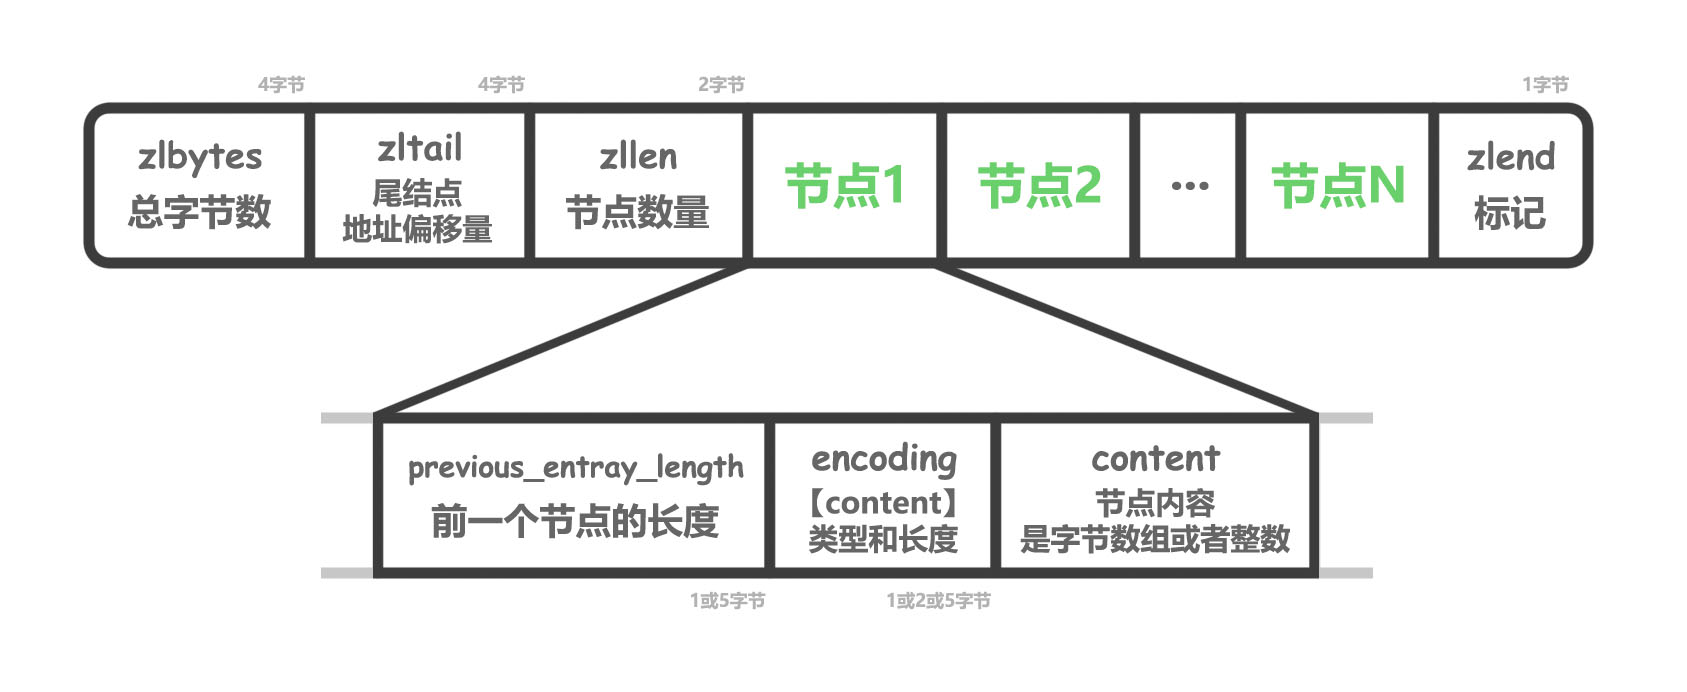 4字节
4字节
2字节
1字节
zlbytes
总字节数
zltail
尾结点
地址偏移量
zllen
节点数量
节点1
节点2
...
节点N
zlend
标记
previous_entray_length
前一个节点的长度
encoding
【content】
类型和长度
content
节点内容
是字节数组或者整数
1或5字节
1或2或5字节